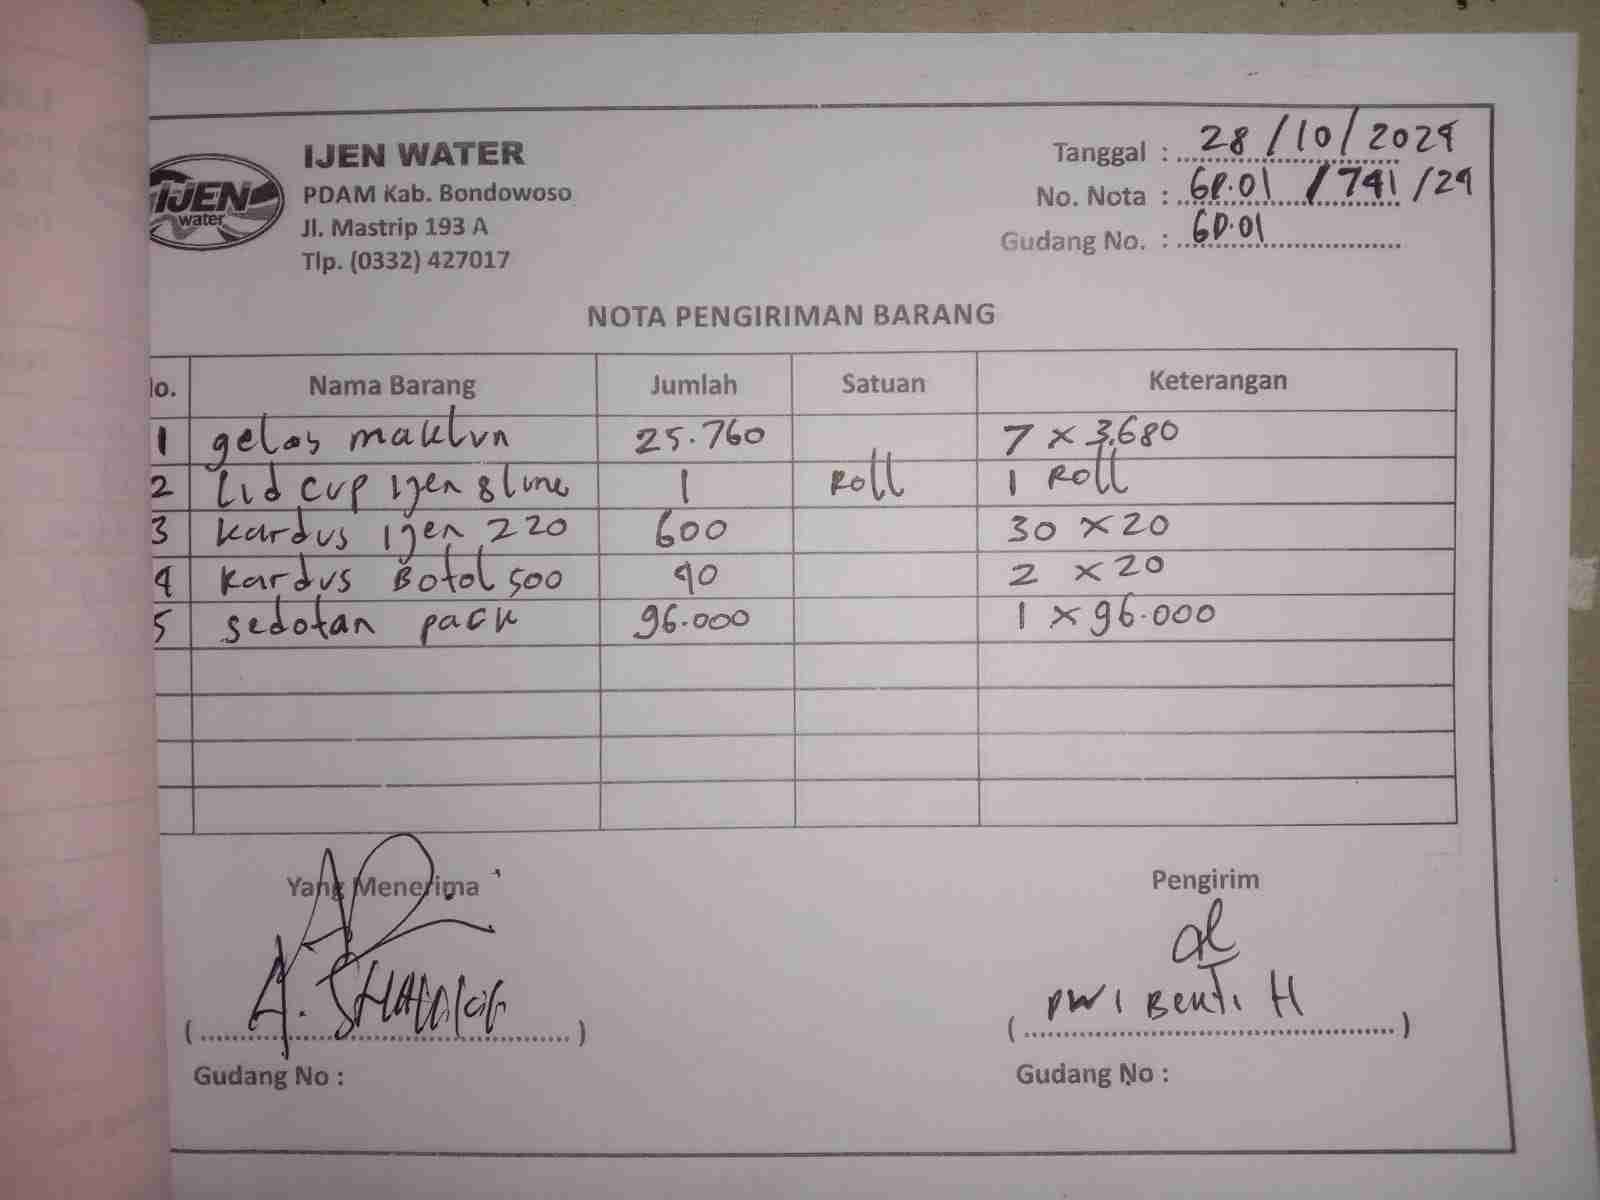 IJEN WATER
PDAM Kab. Bondowoso
Jl. Mastrip 193 A
Tlp. (0332) 427017
IJEN
water
Tanggal : 28/10/2024
No. Nota : GD.01 /741/24
Gudang No. : GD.01
NOTA PENGIRIMAN BARANG
No. Nama Barang Jumlah Satuan Keterangan
1 gelas maklun 25.760 7 x 3.680
2 Lid cup ijen 8 line 1 Roll 1 Roll
3 kardus ijen 220 600 30 x 20
4 kardus Botol 500 40 2 x 20
5 sedotan pack 96.000 1 x 96.000
Yang Menerima Pengirim
( A. ) ( DWI H )
Gudang No : Gudang No :